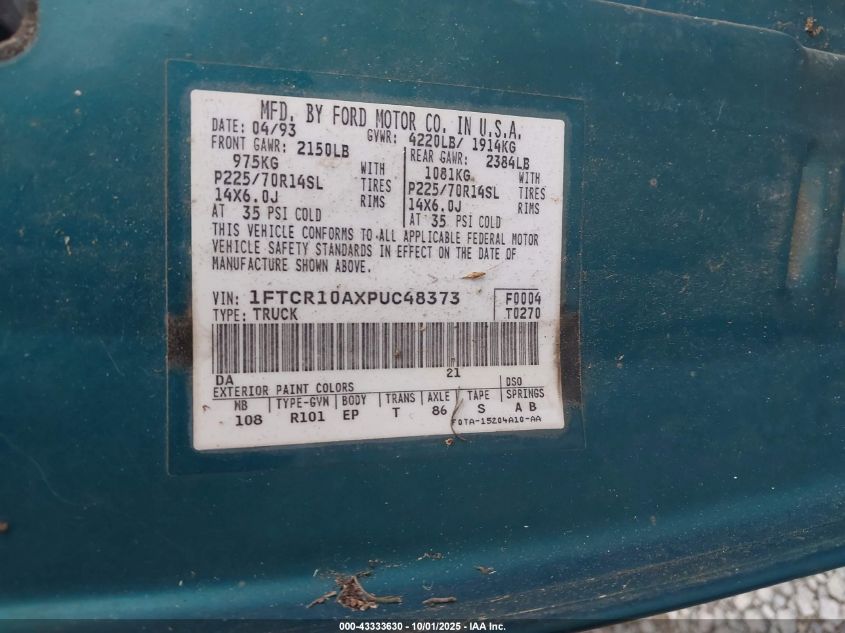 MFD. BY FORD MOTOR CO. IN U.S.A.
DATE: 04/93 GVWR: 4220LB/ 1914KG
FRONT GAWR: 2150LB REAR GAWR: 2384LB
975KG WITH 1081KG WITH
P225/70R14SL TIRES P225/70R14SL TIRES
14X6.0J RIMS 14X6.0J RIMS
AT 35 PSI COLD AT 35 PSI COLD
THIS VEHICLE CONFORMS TO ALL APPLICABLE FEDERAL MOTOR
VEHICLE SAFETY STANDARDS IN EFFECT ON THE DATE OF
MANUFACTURE SHOWN ABOVE.
VIN: 1FTCR10AXPUC48373 F0004
TYPE: TRUCK T0270
DA 21
EXTERIOR PAINT COLORS DSO
WB TYPE-GVW BODY TRANS AXLE TAPE SPRINGS
108 R101 EP T 86 S A B
F0TA-15204A10-AA
000-43333630 - 10/01/2025 - IAA Inc.